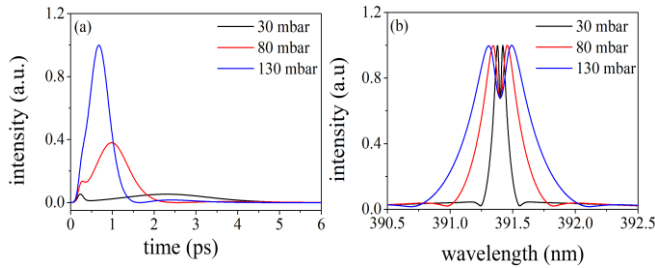 (a)
30 mbar
80 mbar
130 mbar
intensity (a.u.)
1.2
0.8
0.4
0.0
0 1 2 3 4 5 6
time (ps)
(b)
30 mbar
80 mbar
130 mbar
intensity (a.u.)
1.2
0.8
0.4
0.0
390.5 391.0 391.5 392.0 392.5
wavelength (nm)